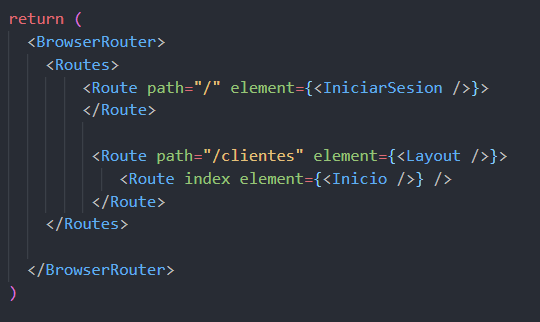 return (
<BrowserRouter>
<Routes>
<Route path="/" element={<IniciarSesion />}>
</Route>
<Route path="/clientes" element={<Layout />}>
<Route index element={<Inicio />} />
</Route>
</Routes>
</BrowserRouter>
)